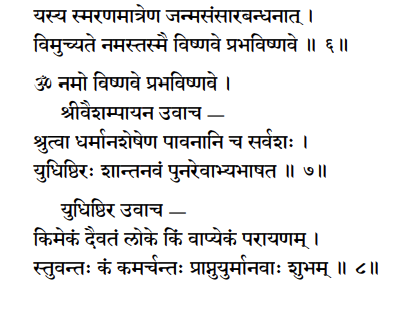 यस्य स्मरणमात्रेण जन्मसंसारबन्धनात् ।
विमुच्यते नमस्तस्मै विष्णवे प्रभविष्णवे ॥ ६॥
ॐ नमो विष्णवे प्रभविष्णवे ।
श्रीवैशम्पायन उवाच —
श्रुत्वा धर्मानशेषेण पावनानि च सर्वशः ।
युधिष्ठिरः शान्तनवं पुनरेवाभ्यभाषत ॥ ७॥
युधिष्ठिर उवाच —
किमेकं दैवतं लोके किं वाप्येकं परायणम् ।
स्तुवन्तः कं कमर्चन्तः प्राप्नुयुर्मानवाः शुभम् ॥ ८॥